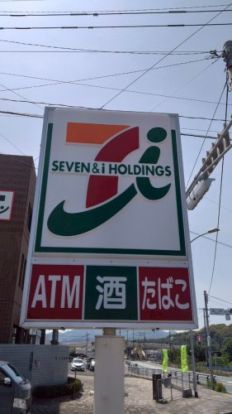 SEVEN & i HOLDINGS
ATM 酒 たばこ